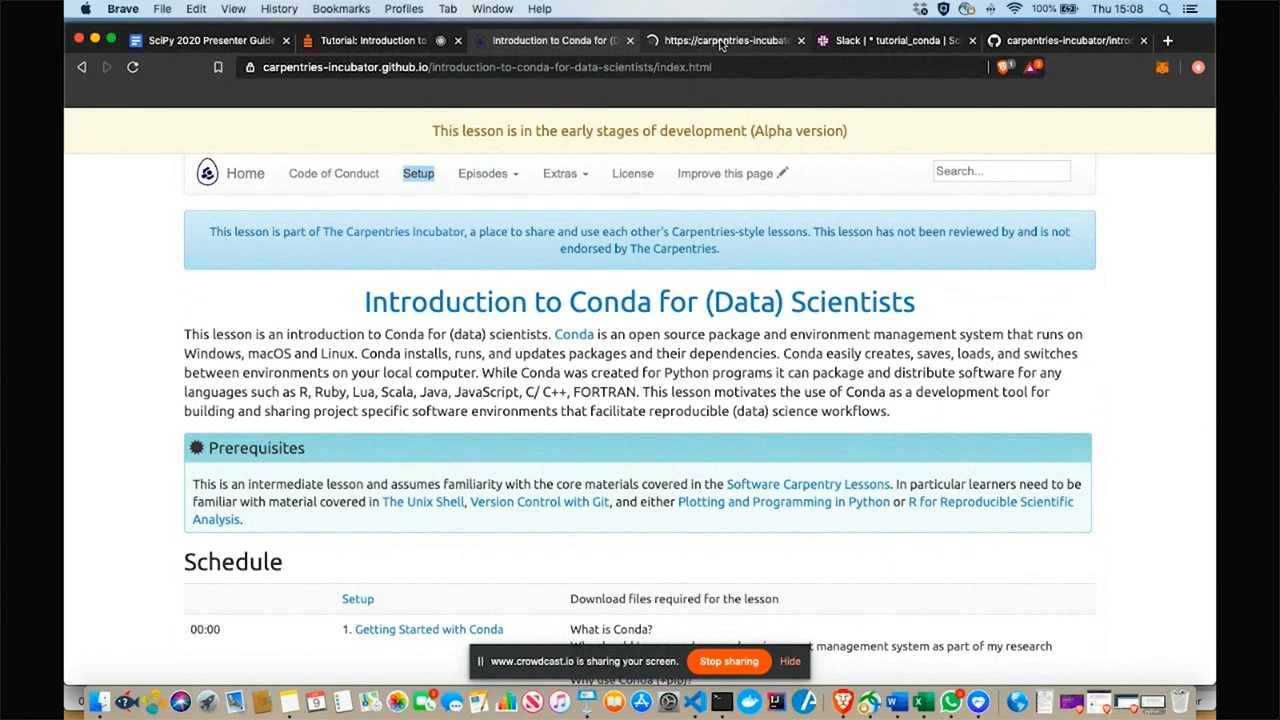 Brave File Edit View History Bookmarks Profiles Tab Window Help 100% Thu 15:08
SciPy 2020 Presenter Guide Tutorial: Introduction to Introduction to Conda for (D https://carpentries-incubat Slack | * tutorial_conda | Sc carpentries-incubator/intro
carpentries-incubator.github.io/introduction-to-conda-for-data-scientists/index.html
This lesson is in the early stages of development (Alpha version)
Home Code of Conduct Setup Episodes Extras License Improve this page Search...
This lesson is part of The Carpentries Incubator, a place to share and use each other's Carpentries-style lessons. This lesson has not been reviewed by and is not
endorsed by The Carpentries.
Introduction to Conda for (Data) Scientists
This lesson is an introduction to Conda for (data) scientists. Conda is an open source package and environment management system that runs on
Windows, macOS and Linux. Conda installs, runs, and updates packages and their dependencies. Conda easily creates, saves, loads, and switches
between environments on your local computer. While Conda was created for Python programs it can package and distribute software for any
languages such as R, Ruby, Lua, Scala, Java, JavaScript, C/ C++, FORTRAN. This lesson motivates the use of Conda as a development tool for
building and sharing project specific software environments that facilitate reproducible (data) science workflows.
Prerequisites
This is an intermediate lesson and assumes familiarity with the core materials covered in the Software Carpentry Lessons. In particular learners need to be
familiar with material covered in The Unix Shell, Version Control with Git, and either Plotting and Programming in Python or R for Reproducible Scientific
Analysis.
Schedule
Setup Download files required for the lesson
00:00 1. Getting Started with Conda What is Conda?
management system as part of my research
www.crowdcast.io is sharing your screen. Stop sharing Hide